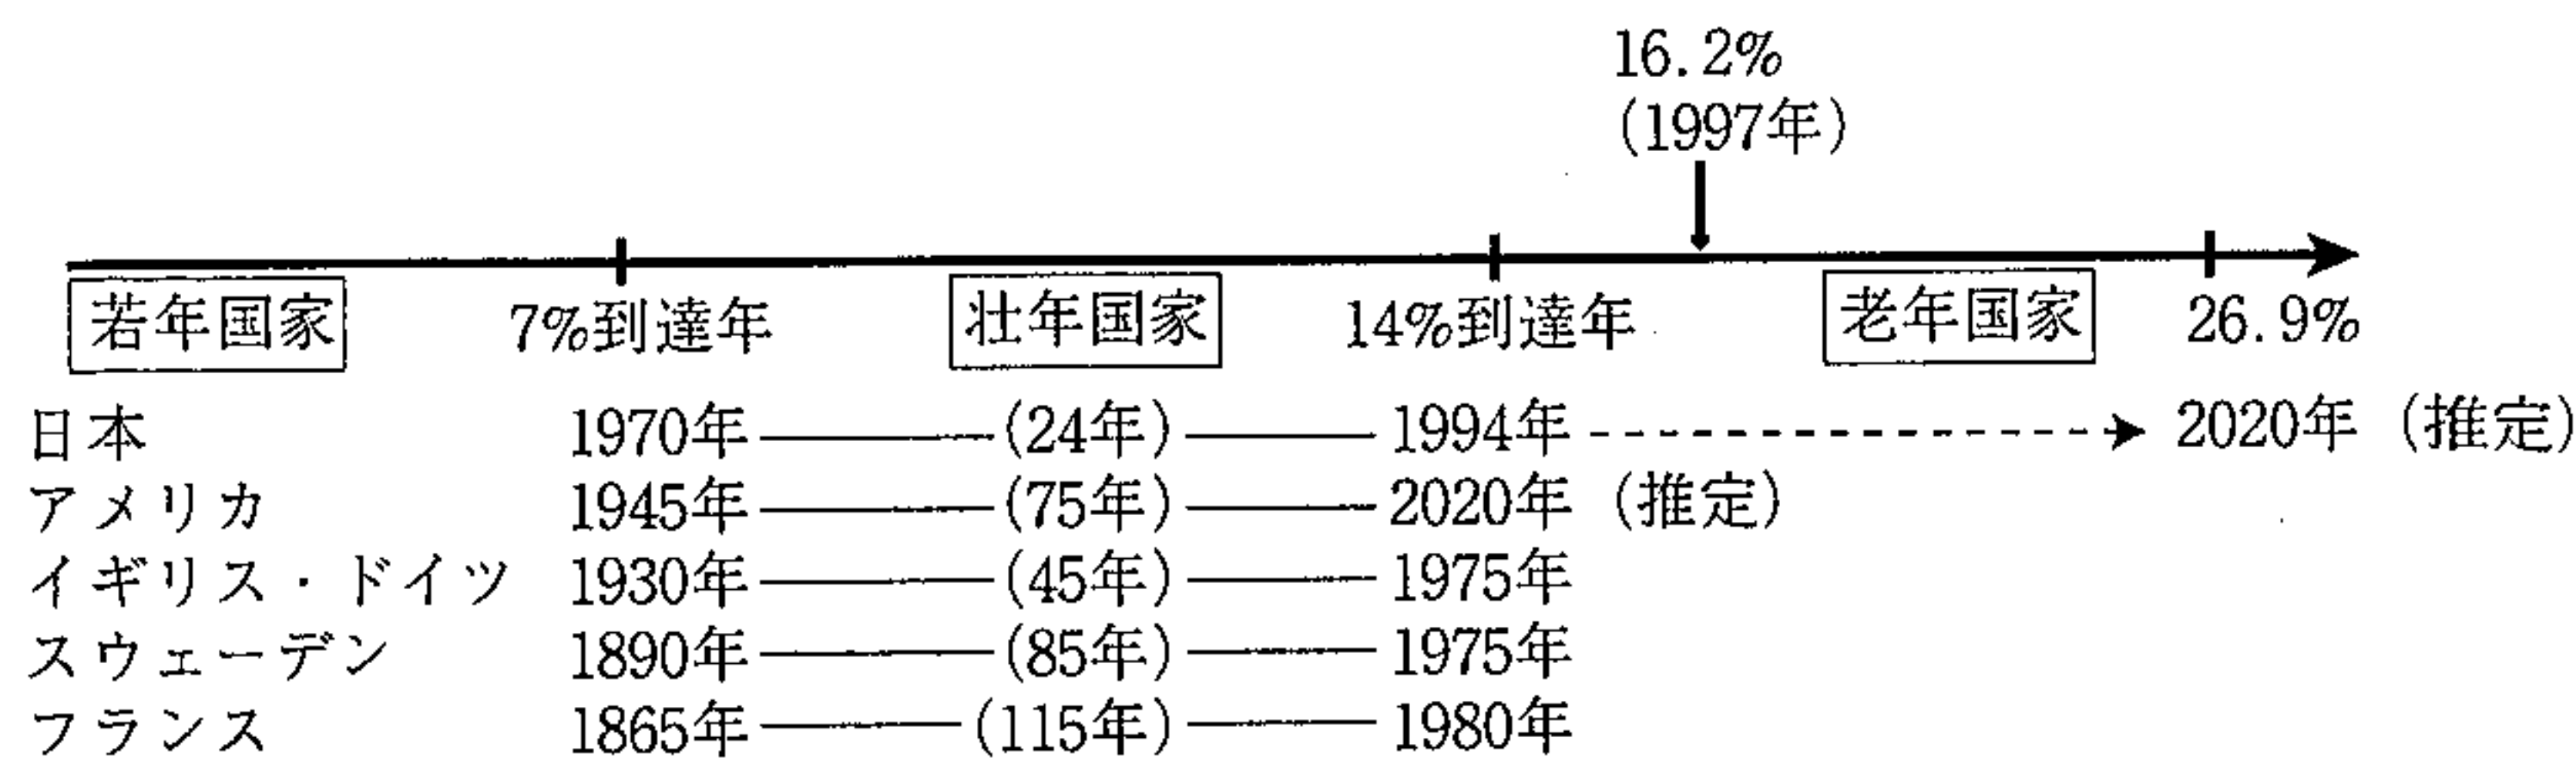 16.2%
(1997年)
若年国家 7%到達年 壮年国家 14%到達年 老年国家 26.9%
日本 1970年 (24年) 1994年 2020年 (推定)
アメリカ 1945年 (75年) 2020年 (推定)
イギリス・ドイツ 1930年 (45年) 1975年
スウェーデン 1890年 (85年) 1975年
フランス 1865年 (115年) 1980年